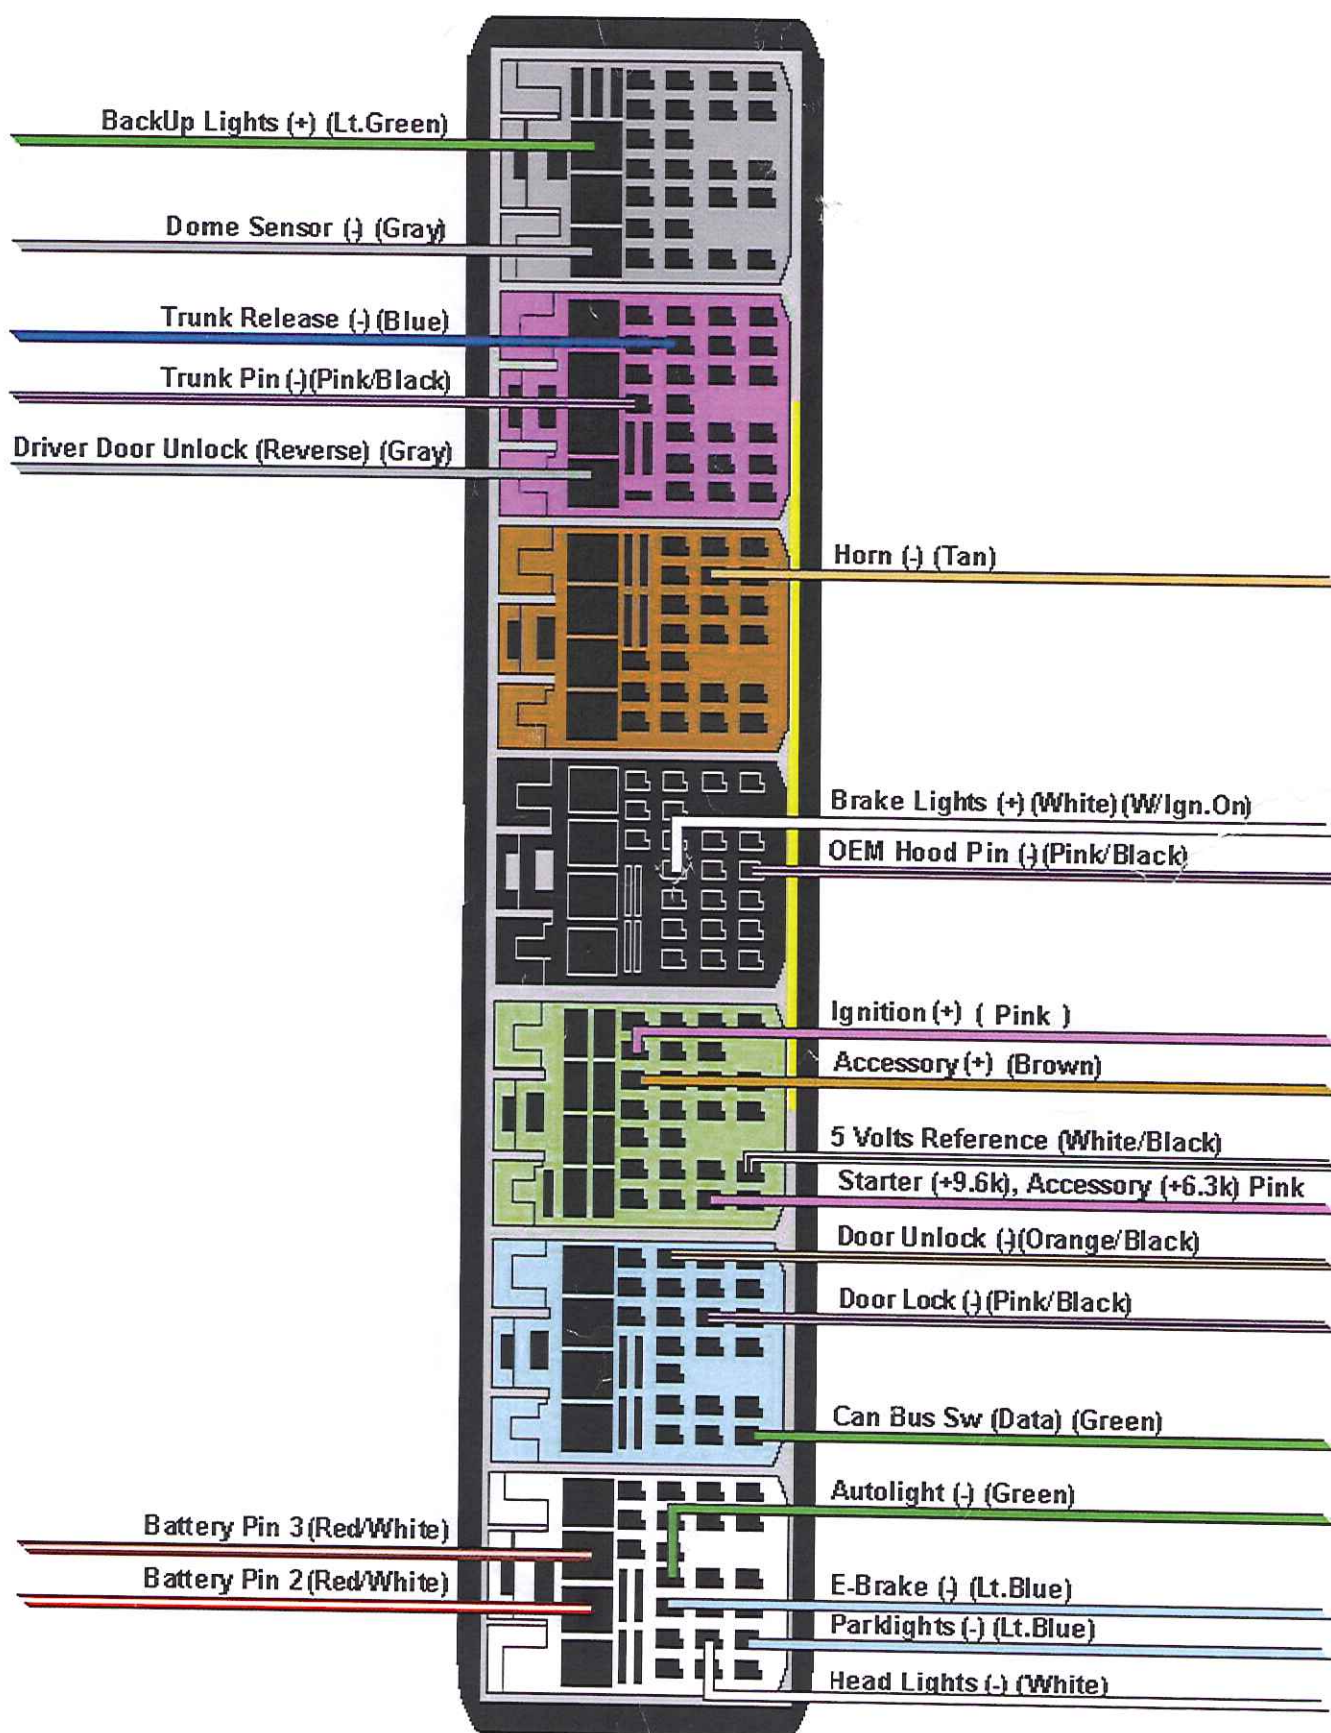 BackUp Lights (+) (Lt.Green)
Dome Sensor (-) (Gray)
Trunk Release (-) (Blue)
Trunk Pin (-)(Pink/Black)
Driver Door Unlock (Reverse) (Gray)
Horn (-) (Tan)
Brake Lights (+) (White)(W/Ign.On)
OEM Hood Pin (-)(Pink/Black)
Ignition (+) ( Pink )
Accessory (+) (Brown)
5 Volts Reference (White/Black)
Starter (+9.6k), Accessory (+6.3k) Pink
Door Unlock (-)(Orange/Black)
Door Lock (-)(Pink/Black)
Can Bus Sw (Data) (Green)
Autolight (-) (Green)
Battery Pin 3(Red/White)
Battery Pin 2(Red/White)
E-Brake (-) (Lt.Blue)
Parklights (-) (Lt.Blue)
Head Lights (-) (White)